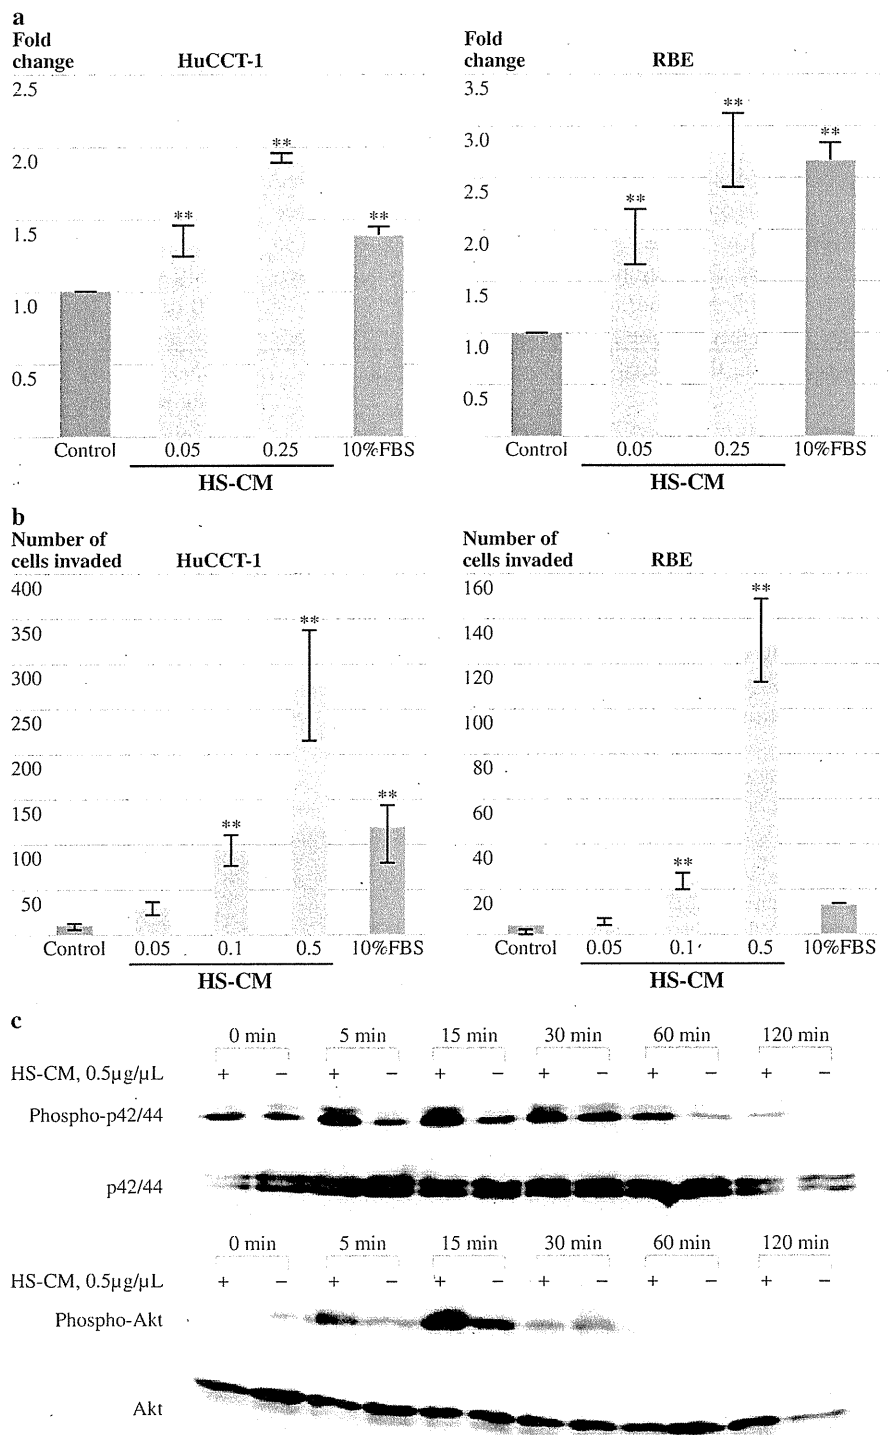 a
Fold
change
HuCCT-1
2.5
2.0
1.5
1.0
0.5
**
**
**
Control
0.05
0.25
10%FBS
HS-CM
Fold
change
RBE
3.5
3.0
2.5
2.0
1.5
1.0
0.5
**
**
**
Control
0.05
0.25
10%FBS
HS-CM
b
Number of
cells invaded
HuCCT-1
400
350
300
250
200
150
100
50
**
**
**
Control
0.05
0.1
0.5
10%FBS
HS-CM
Number of
cells invaded
RBE
160
140
120
100
80
60
40
20
**
**
Control
0.05
0.1
0.5
10%FBS
HS-CM
c
0 min 5 min 15 min 30 min 60 min 120 min
HS-CM, 0.5µg/µL + − + − + − + − + − + −
Phospho-p42/44
p42/44
0 min 5 min 15 min 30 min 60 min 120 min
HS-CM, 0.5µg/µL + − + − + − + − + − + −
Phospho-Akt
Akt